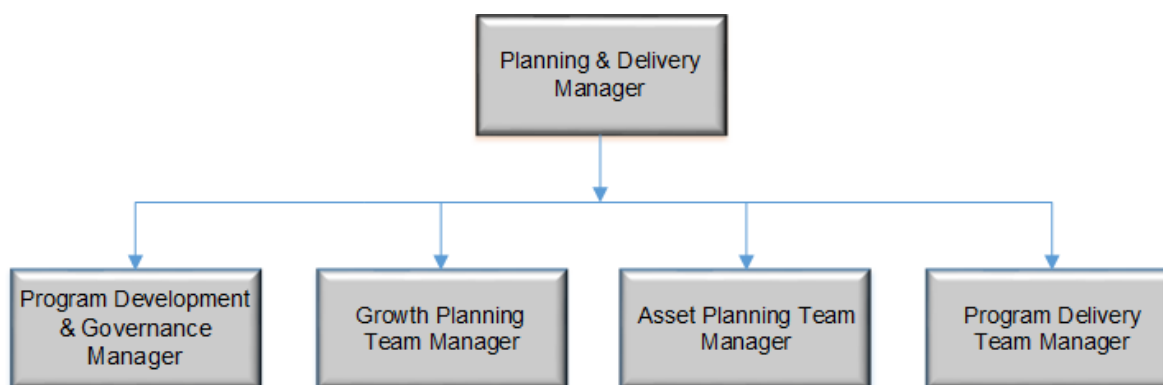 Planning & Delivery
Manager
Program Development
& Governance
Manager
Growth Planning
Team Manager
Asset Planning Team
Manager
Program Delivery
Team Manager